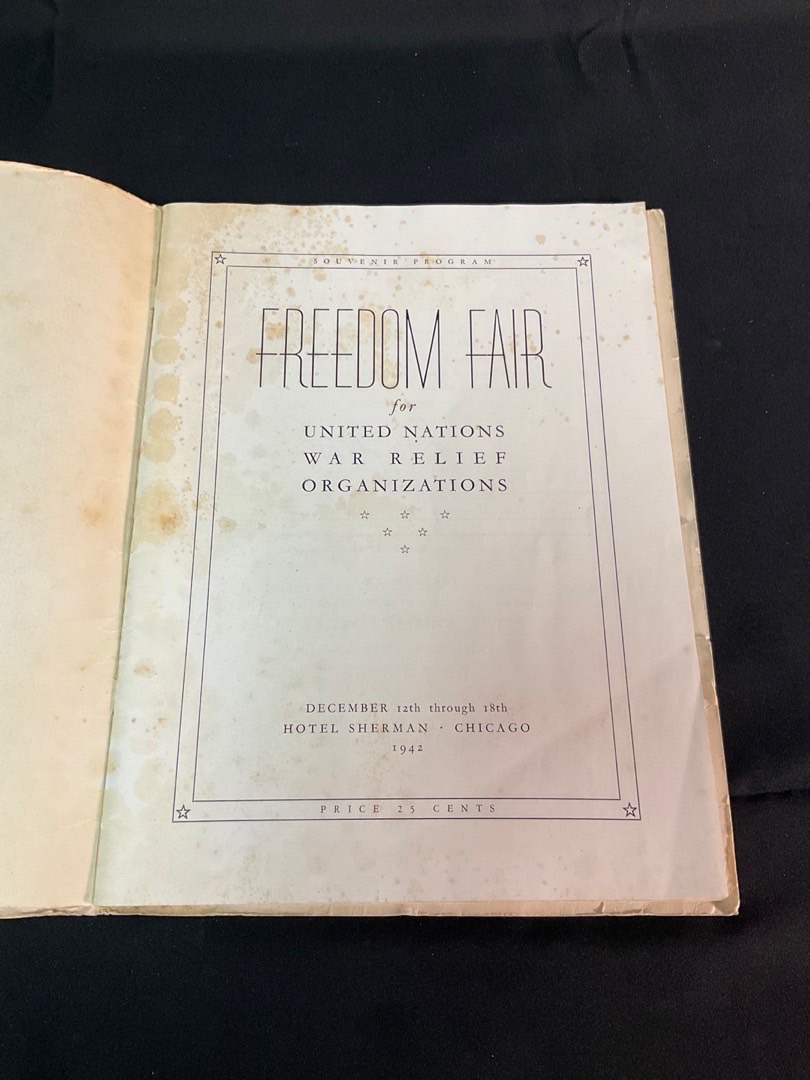 SOUVENIR PROGRAM
FREEDOM FAIR
for
UNITED NATIONS
WAR RELIEF
ORGANIZATIONS
DECEMBER 12th through 18th
HOTEL SHERMAN · CHICAGO
1942
PRICE 25 CENTS